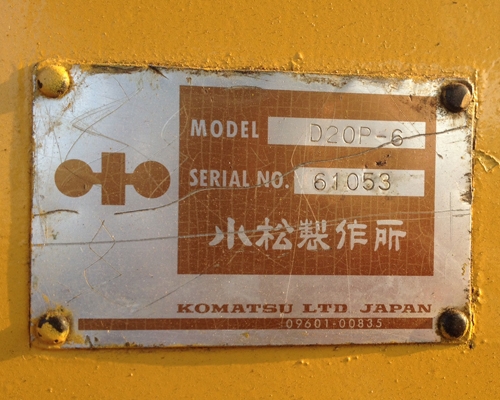 MODEL D20P-6
SERIAL NO. 61053
小松製作所
KOMATSU LTD JAPAN
09601-00835